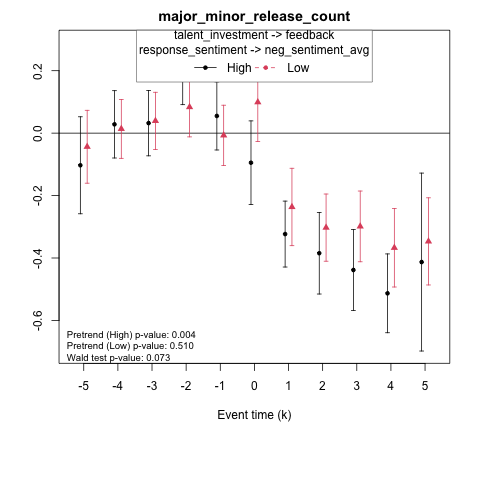 major_minor_release_count
talent_investment -> feedback
response_sentiment -> neg_sentiment_avg
High Low
0.2
0.0
-0.2
-0.4
-0.6
Pretrend (High) p-value: 0.004
Pretrend (Low) p-value: 0.510
Wald test p-value: 0.073
-5 -4 -3 -2 -1 0 1 2 3 4 5
Event time (k)